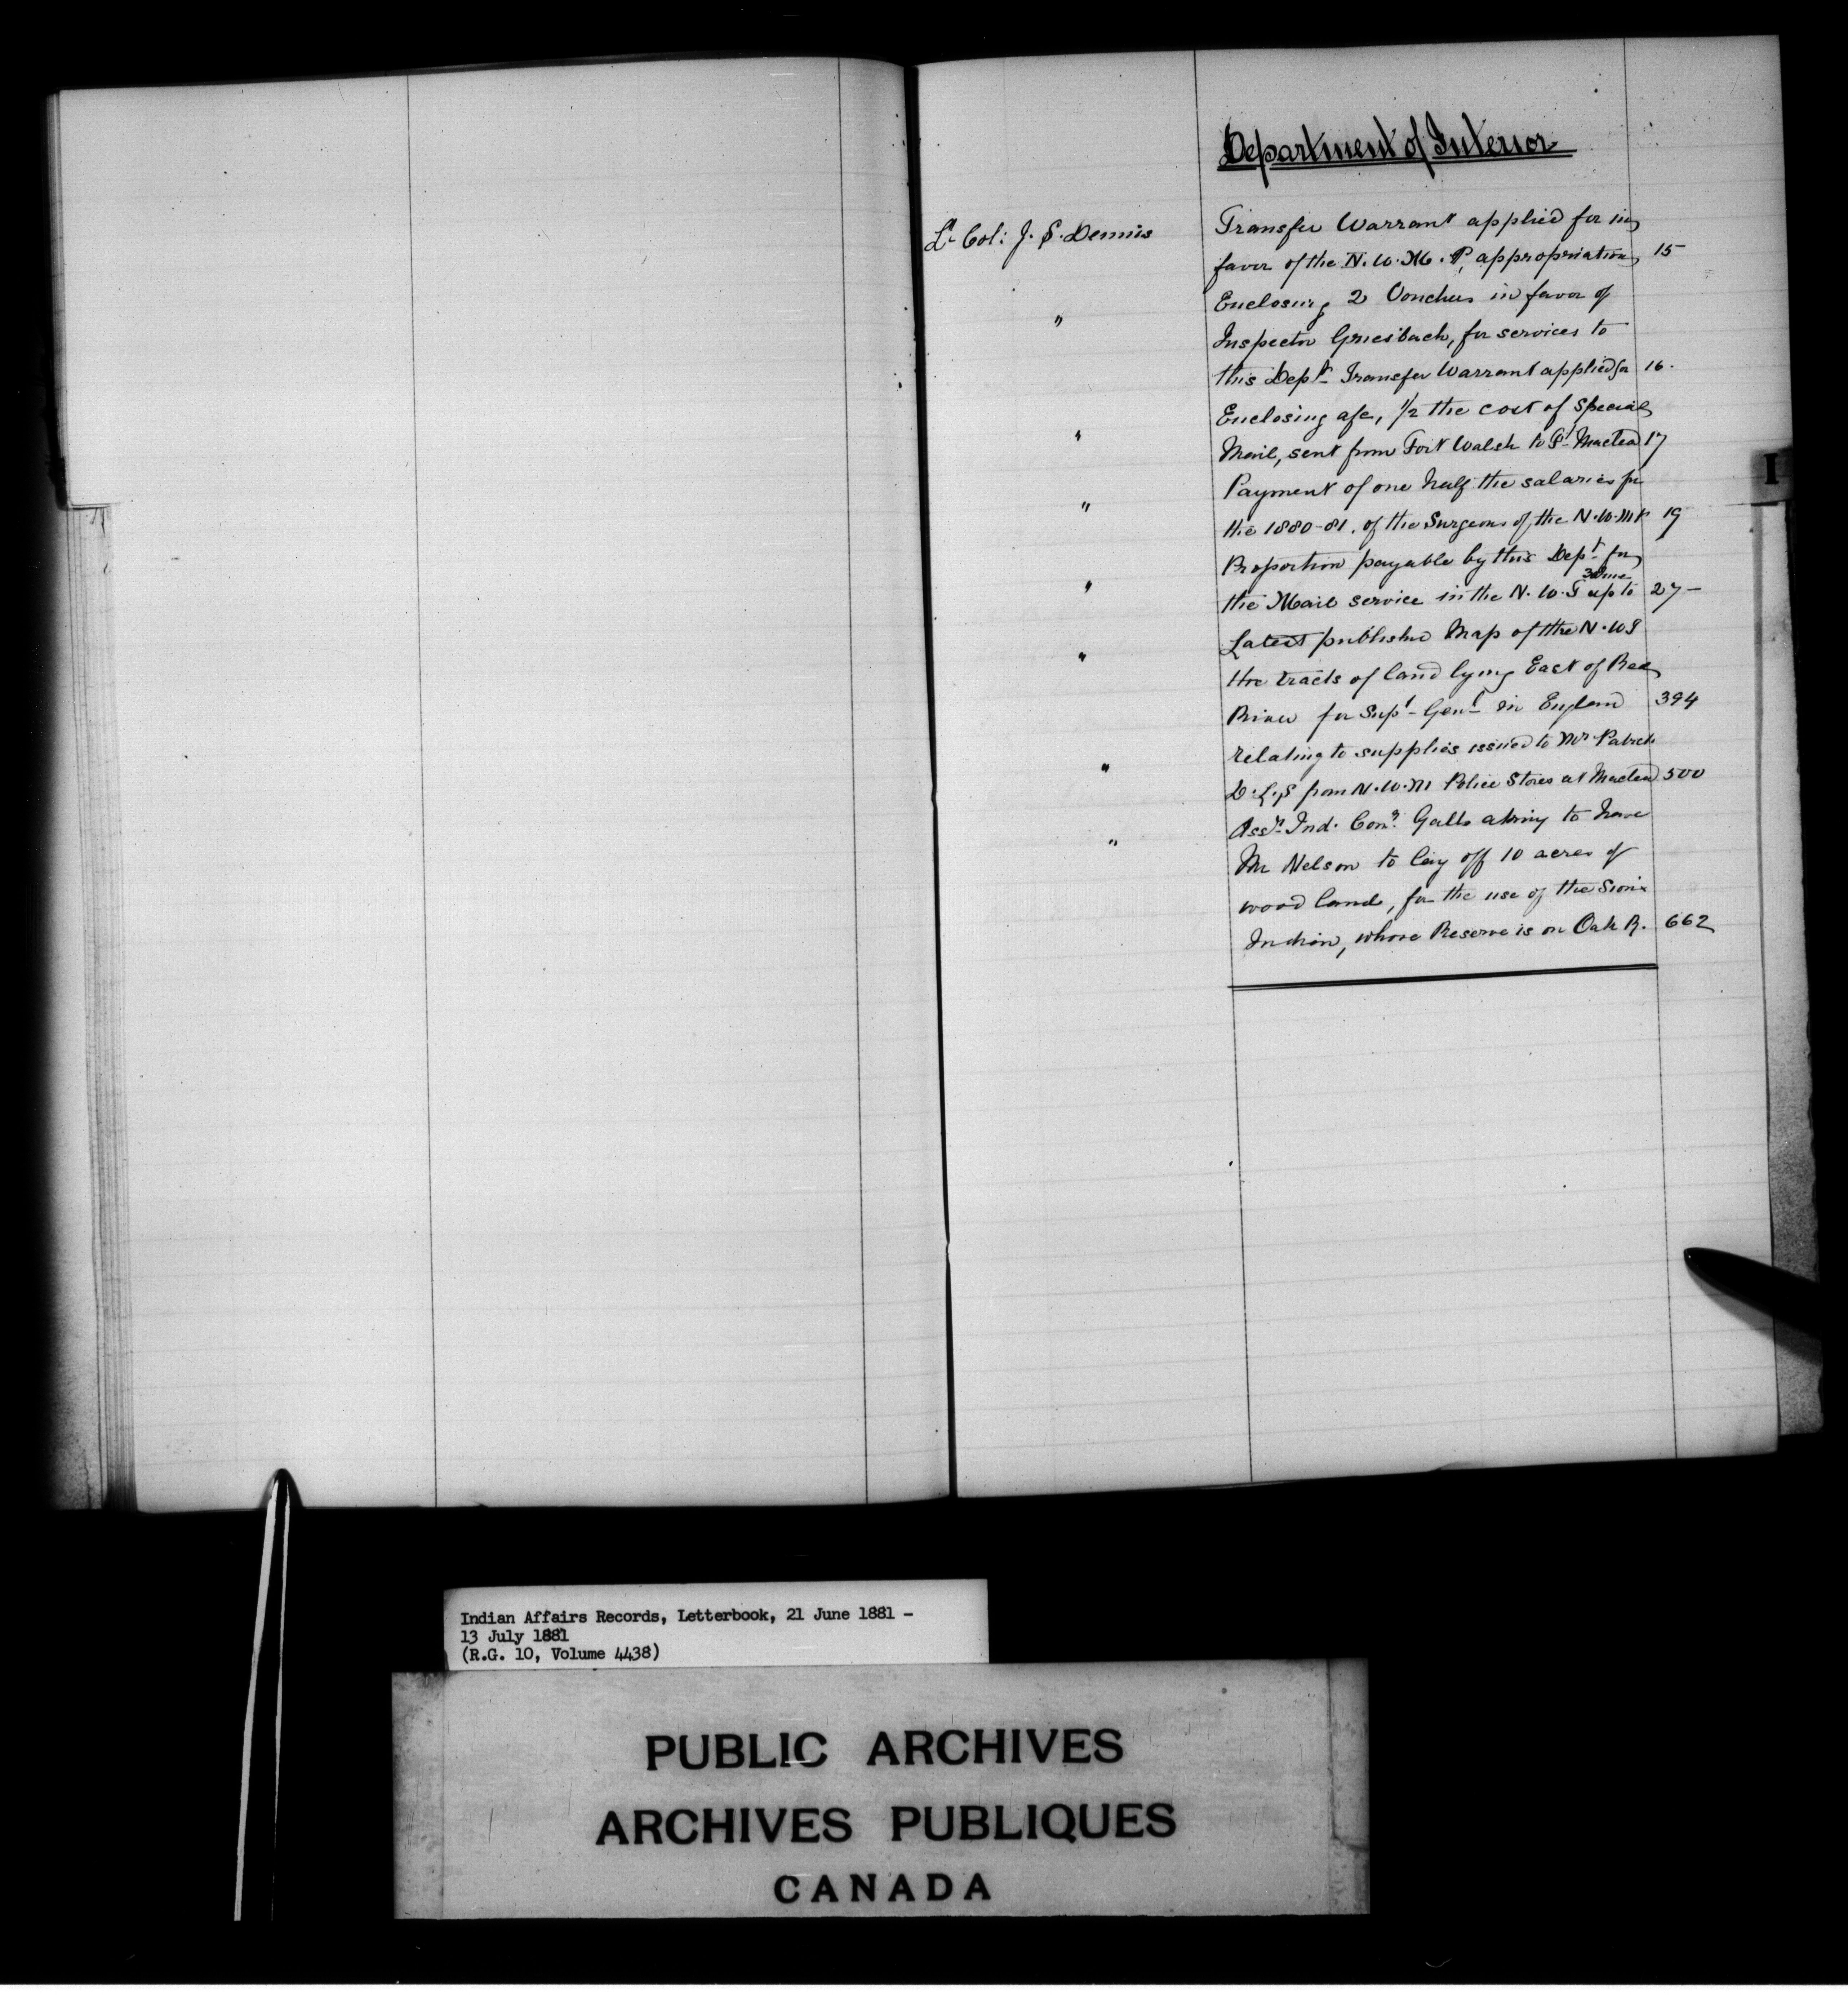 Department of Interior
Lt Col: J. S. Dennis
Transfer Warrant applied for in
favor of the N.W.M.P. appropriation 15
" Enclosing 2 Vouchers in favor of
Inspector Griesbach, for services to
this Dept Transfer Warrant applied for 16.
" Enclosing a/c, 1/2 the cost of Special
Mail, sent from Fort Walsh to Ft Macleod 17
" Payment of one half the salaries for
the 1880-81. of the Surgeons of the N.W.M.P. 19
" Proportion payable by this Dept for
30 June
the Mail service in the N.W.T up to 27
" Latest published Map of the N.W.T
the tracts of land lying East of Red
River for Supt Genl in England 394
" relating to supplies issued to Mr Patrick
D.L.S from N.W.M Police Stores at Macleod 500
" Asst Ind. Comr Galt to have
Mr Nelson to lay off 10 acres of
wood land, for the use of the Sioux
Indian, whose Reserve is on Oak R. 662
I
Indian Affairs Records, Letterbook, 21 June 1881 -
13 July 1881
(R.G. 10, Volume 4438)
PUBLIC ARCHIVES
ARCHIVES PUBLIQUES
CANADA